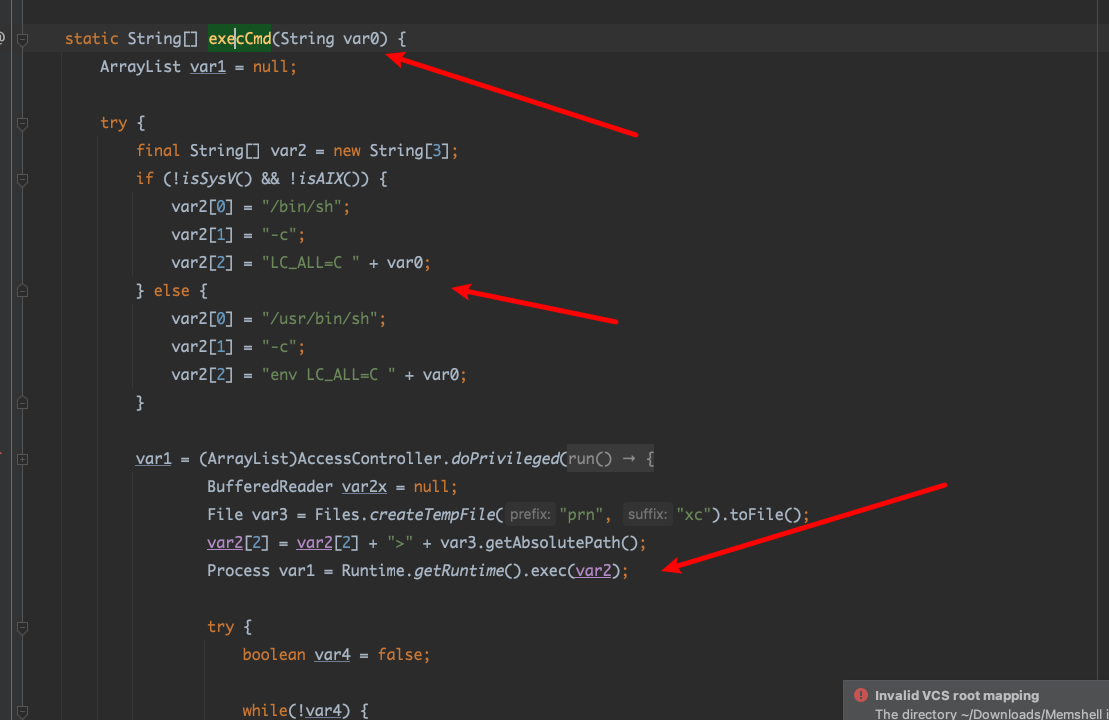 static String[] execCmd(String var0) {
ArrayList var1 = null;
try {
final String[] var2 = new String[3];
if (!isSysV() && !isAIX()) {
var2[0] = "/bin/sh";
var2[1] = "-c";
var2[2] = "LC_ALL=C " + var0;
} else {
var2[0] = "/usr/bin/sh";
var2[1] = "-c";
var2[2] = "env LC_ALL=C " + var0;
}
var1 = (ArrayList)AccessController.doPrivileged(run() → {
BufferedReader var2x = null;
File var3 = Files.createTempFile( prefix: "prn", suffix: "xc").toFile();
var2[2] = var2[2] + ">" + var3.getAbsolutePath();
Process var1 = Runtime.getRuntime().exec(var2);
try {
boolean var4 = false;
while(!var4) {
Invalid VCS root mapping
The directory ~/Downloads/Memshell